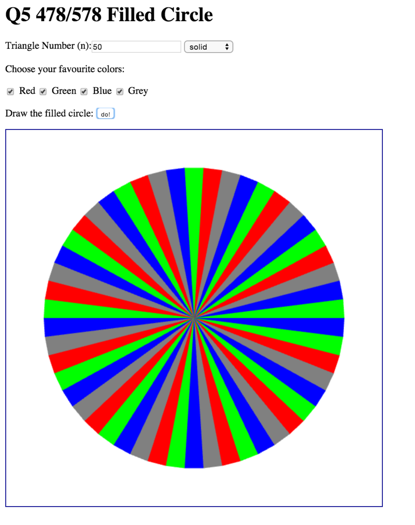 Q5 478/578 Filled Circle
Triangle Number (n): 50 solid
Choose your favourite colors:
Red Green Blue Grey
Draw the filled circle: do!